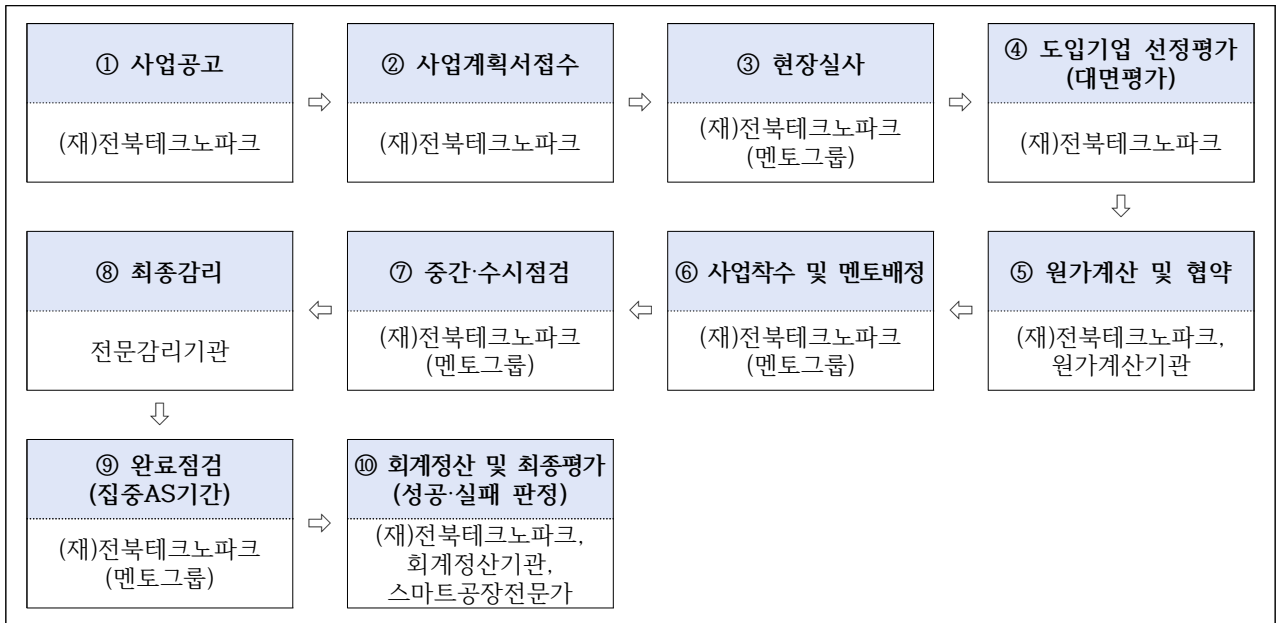 ① 사업공고
(재)전북테크노파크
⇨
② 사업계획서접수
(재)전북테크노파크
⇨
③ 현장실사
(재)전북테크노파크
(멘토그룹)
⇨
④ 도입기업 선정평가
(대면평가)
(재)전북테크노파크
⇩
⑤ 원가계산 및 협약
(재)전북테크노파크,
원가계산기관
⇦
⑥ 사업착수 및 멘토배정
(재)전북테크노파크
(멘토그룹)
⇦
⑦ 중간·수시점검
(재)전북테크노파크
(멘토그룹)
⇦
⑧ 최종감리
전문감리기관
⇩
⑨ 완료점검
(집중AS기간)
(재)전북테크노파크
(멘토그룹)
⇨
⑩ 회계정산 및 최종평가
(성공·실패 판정)
(재)전북테크노파크,
회계정산기관,
스마트공장전문가